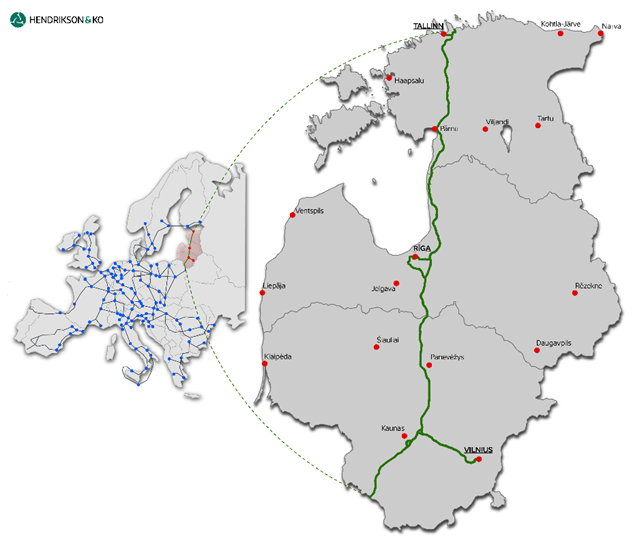 HENDRIKSON & KO
TALLINN
Kohtla-Järve
Narva
Haapsalu
Pärnu
Viljandi
Tartu
Ventspils
RIGA
Liepāja
Jelgava
Rēzekne
Klaipėda
Šiauliai
Panevėžys
Daugavpils
Kaunas
VILNIUS